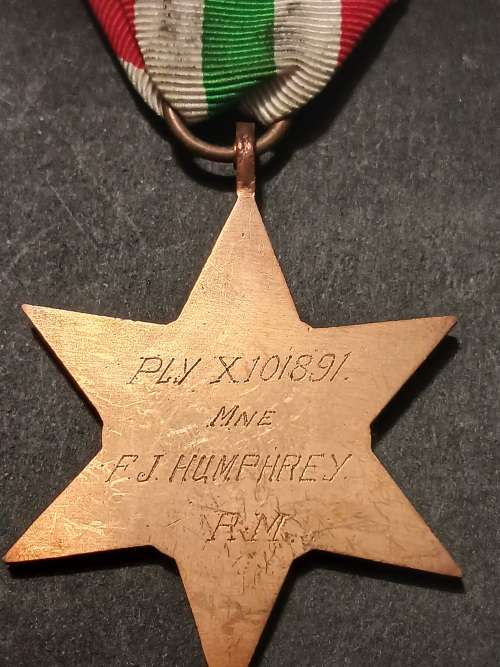 PLY X101891.
MNE
F.J. HUMPHREY.
R.M.